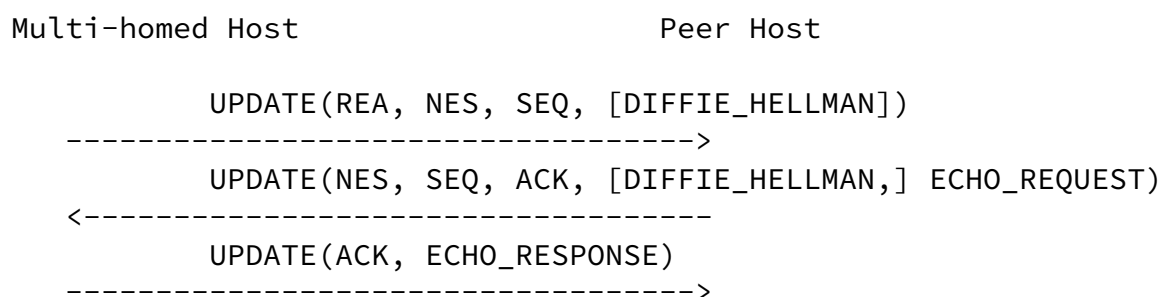 Multi-homed Host                        Peer Host
UPDATE(REA, NES, SEQ, [DIFFIE_HELLMAN])
----------------------------------->
UPDATE(NES, SEQ, ACK, [DIFFIE_HELLMAN,] ECHO_REQUEST)
<-----------------------------------
UPDATE(ACK, ECHO_RESPONSE)
----------------------------------->